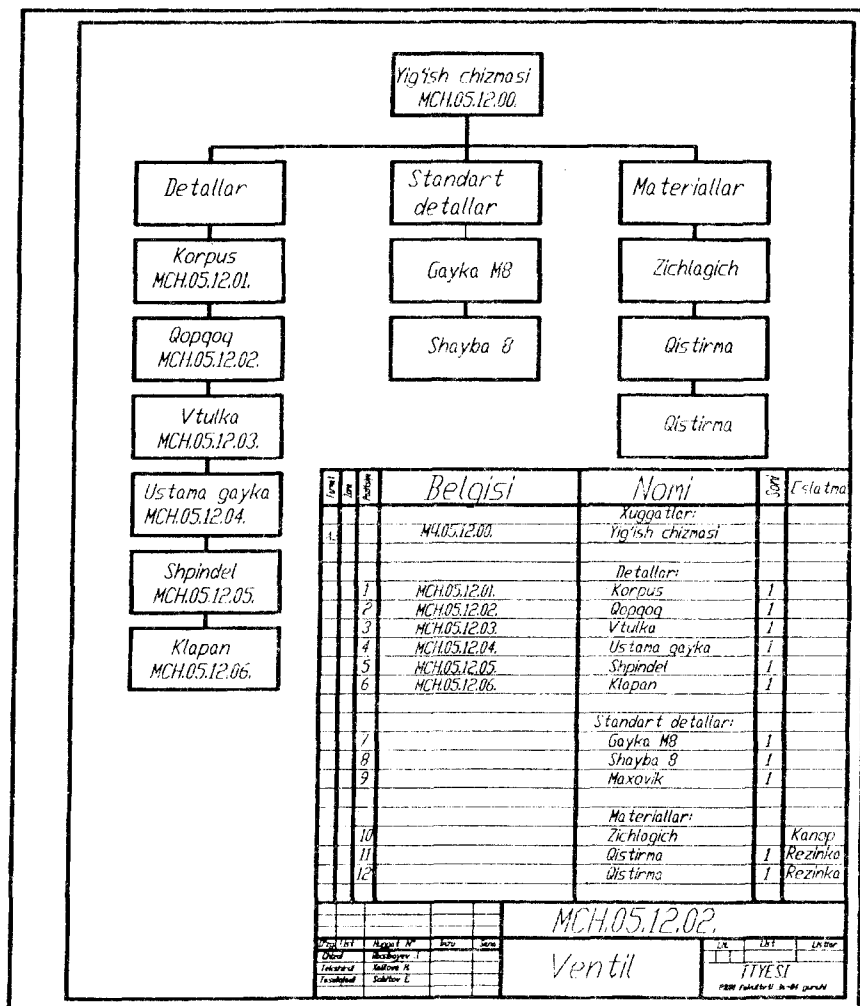 Yig'ish chizmasi
MCH.05.12.00.
Detallar
Standart
detallar
Materiallar
Korpus
MCH.05.12.01.
Gayka M8
Zichlagich
Qopqoq
MCH.05.12.02.
Shayba 8
Qistirma
Vtulka
MCH.05.12.03.
Qistirma
Ustama gayka
MCH.05.12.04.
Shpindel
MCH.05.12.05.
Klapan
MCH.05.12.06.
Belgisi Nomi Soni Eslatma
Xuggatlar:
M4.05.12.00. Yig'ish chizmasi
Detallar:
1 MCH.05.12.01. Korpus 1
2 MCH.05.12.02. Qopqoq 1
3 MCH.05.12.03. Vtulka 1
4 MCH.05.12.04. Ustama gayka 1
5 MCH.05.12.05. Shpindel 1
6 MCH.05.12.06. Klapan 1
Standart detallar:
7 Gayka M8 1
8 Shayba 8 1
9 Maxovik 1
Materiallar:
10 Zichlagich Kanop
11 Qistirma 1 Rezinka
12 Qistirma 1 Rezinka
MCH.05.12.02.
Ventil
TTYESI